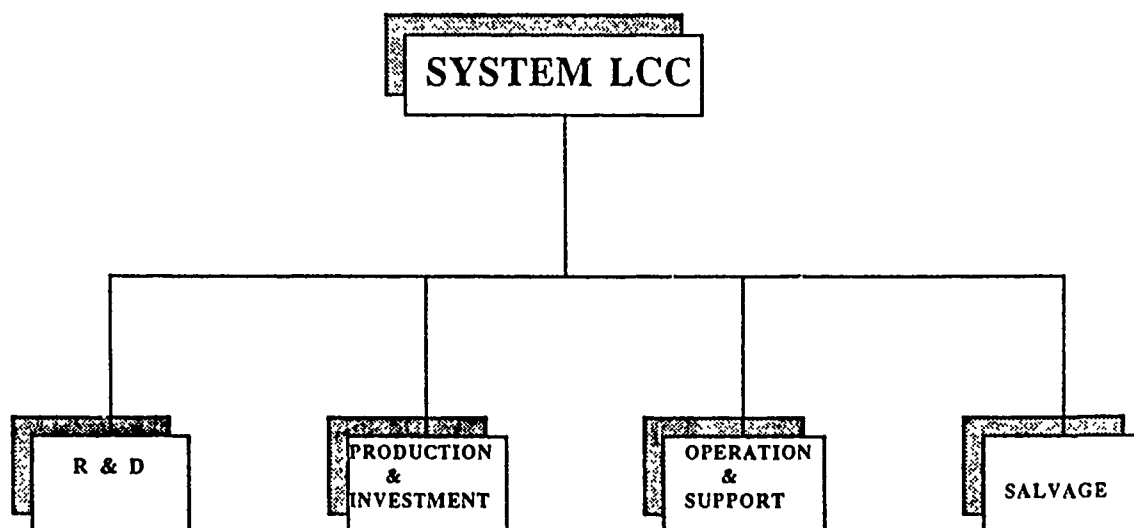 SYSTEM LCC
R & D
PRODUCTION
&
INVESTMENT
OPERATION
&
SUPPORT
SALVAGE